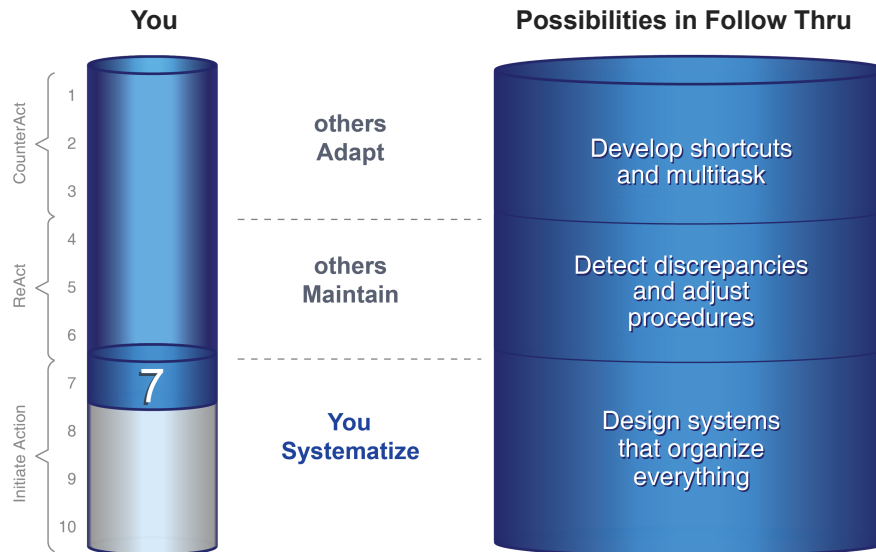 You
Possibilities in Follow Thru
CounterAct
1
2
3
others
Adapt
Develop shortcuts
and multitask
ReAct
4
5
6
others
Maintain
Detect discrepancies
and adjust
procedures
Initiate Action
7
8
9
10
7
You
Systematize
Design systems
that organize
everything